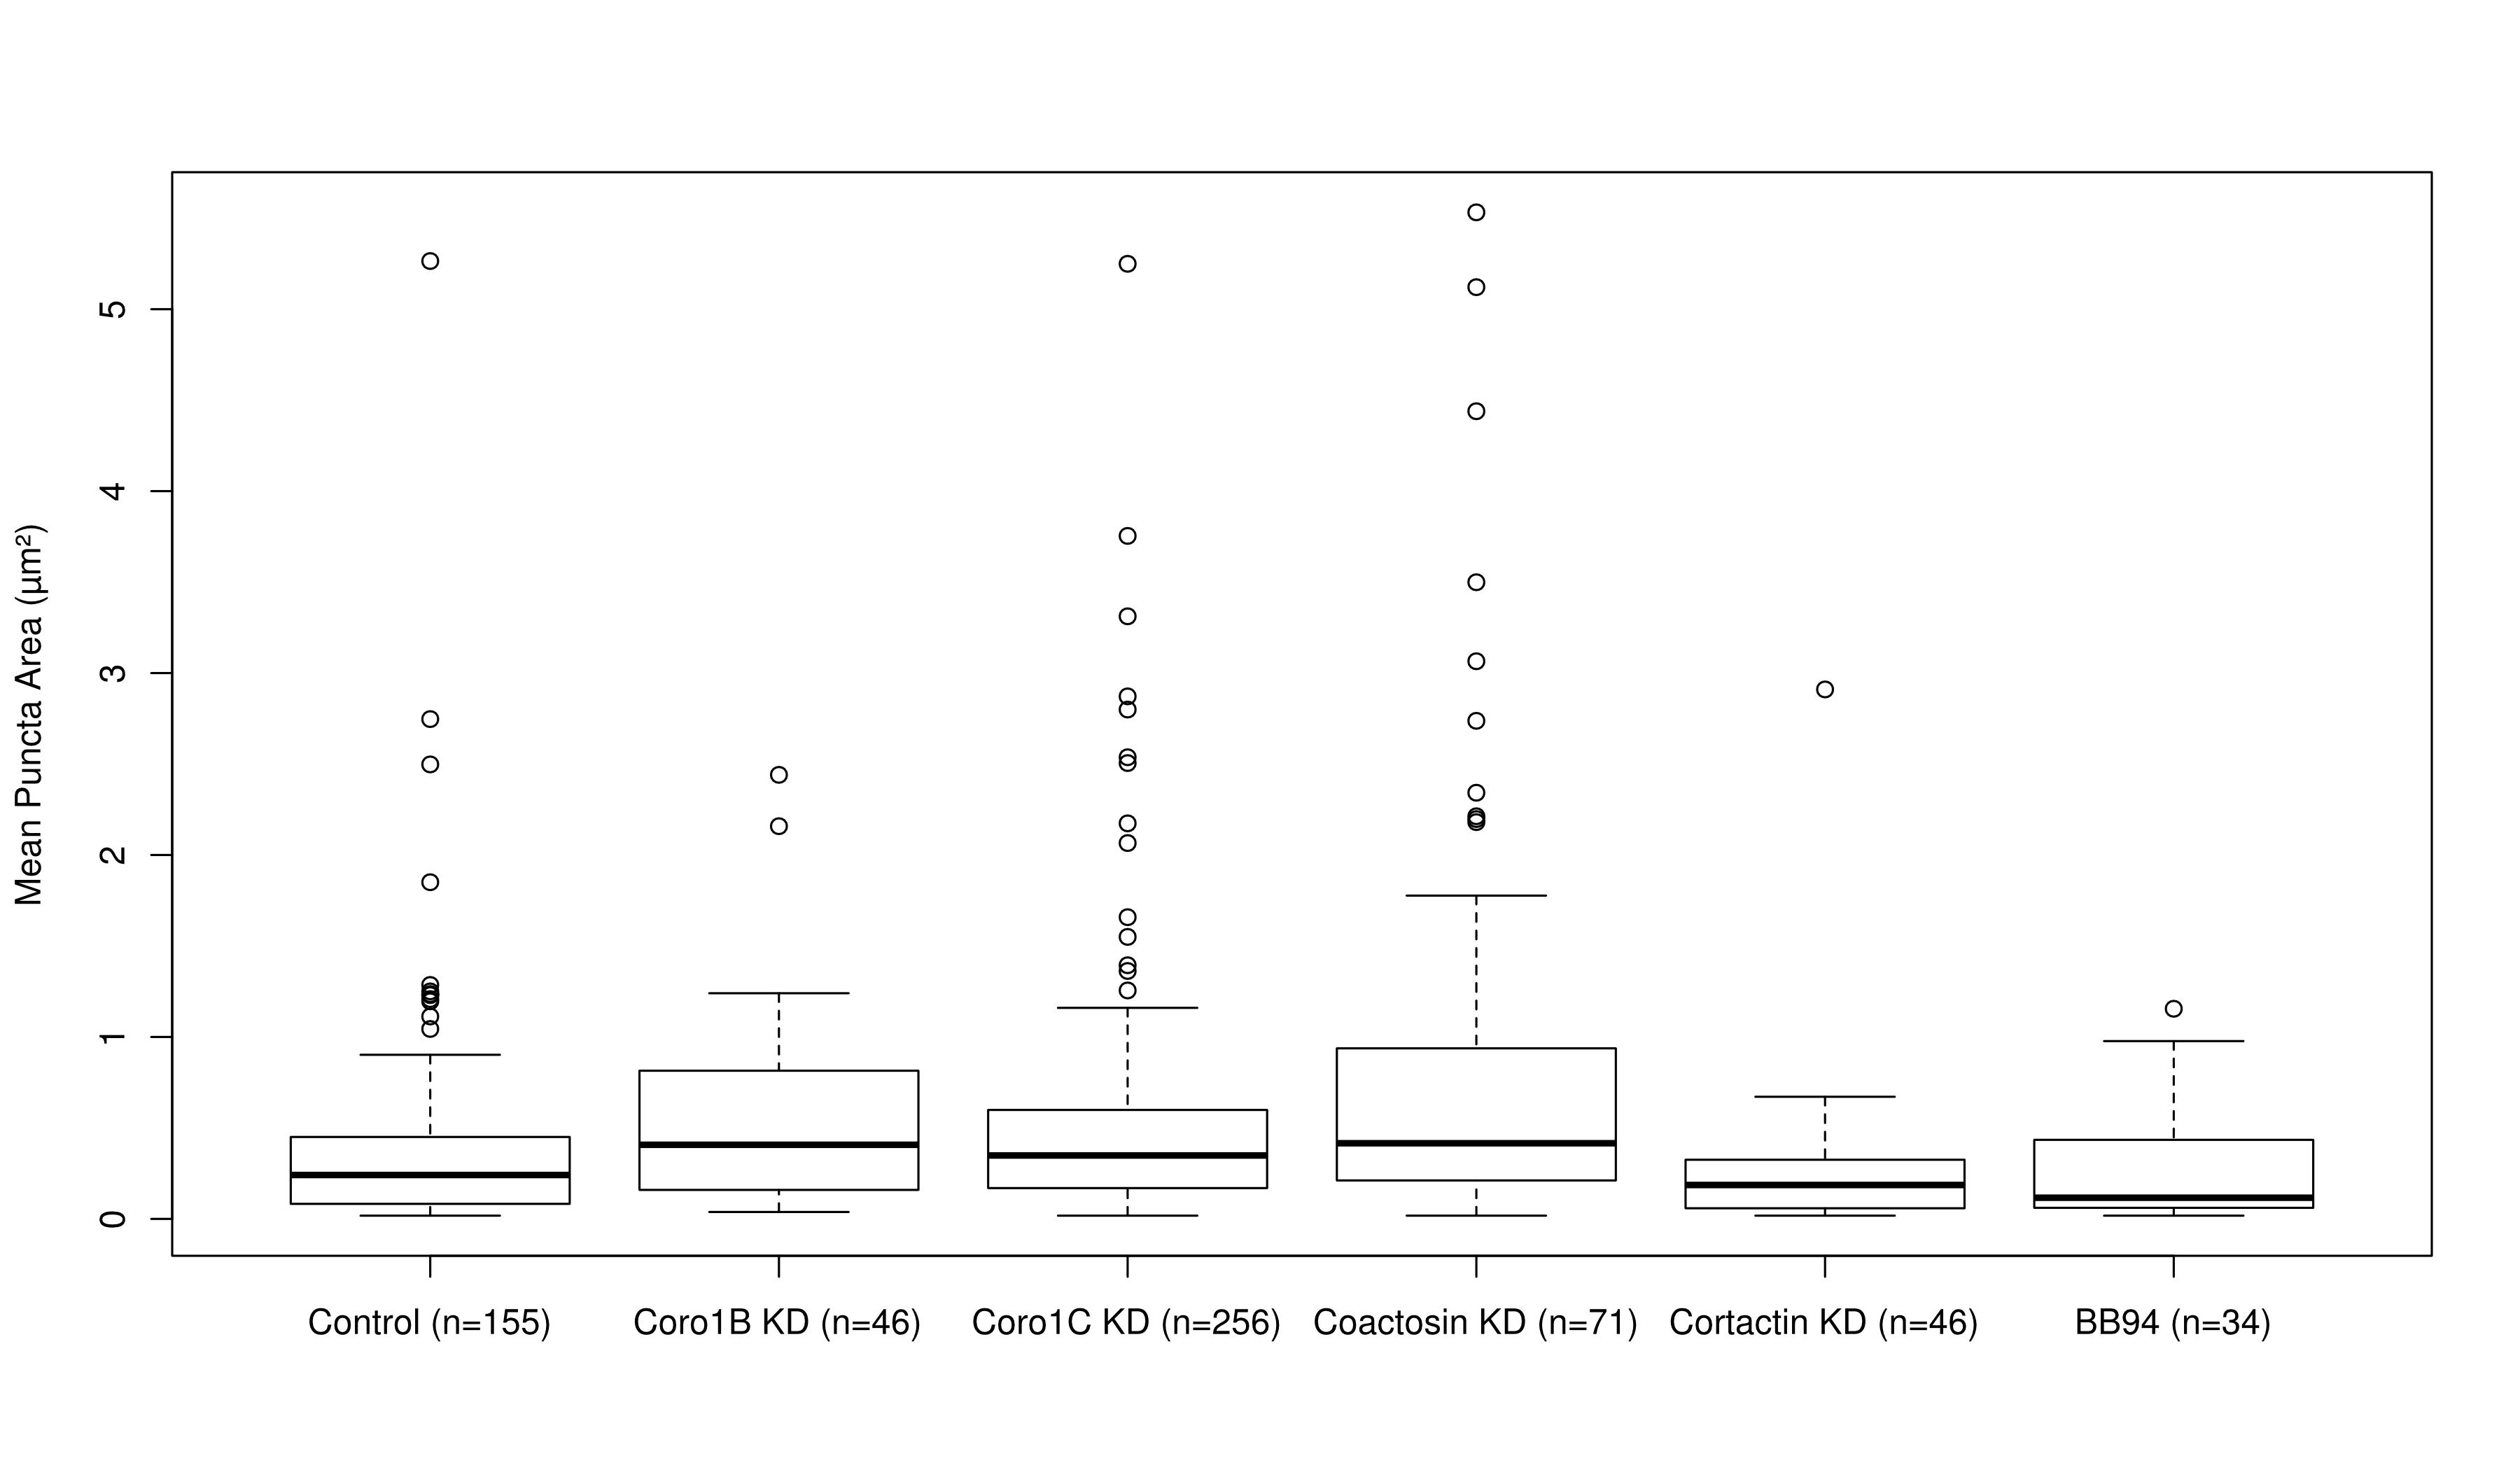 Mean Puncta Area (µm²)
5
4
3
2
1
0
Control (n=155)
Coro1B KD (n=46)
Coro1C KD (n=256)
Coactosin KD (n=71)
Cortactin KD (n=46)
BB94 (n=34)